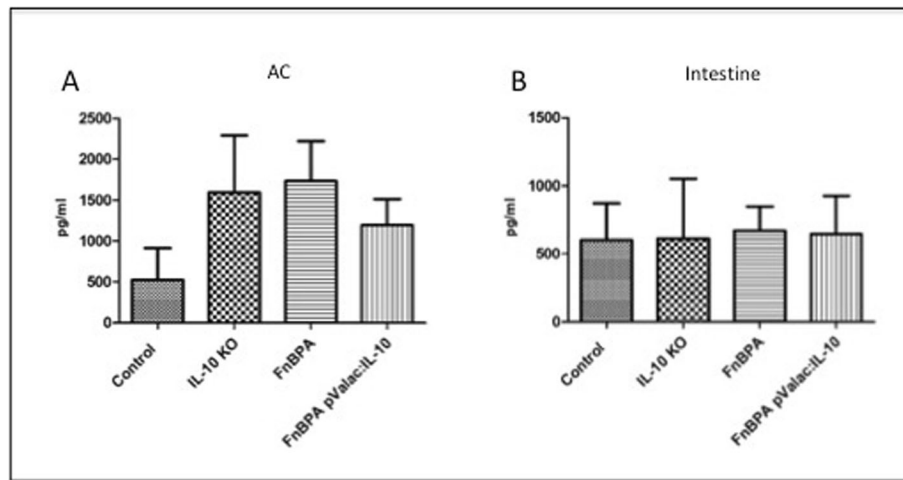 A
AC
2500
2000
1500
1000
500
0
pg/ml
Control
IL-10 KO
FnBPA
FnBPA pValac:IL-10
B
Intestine
1500
1000
500
0
pg/ml
Control
IL-10 KO
FnBPA
FnBPA pValac:IL-10